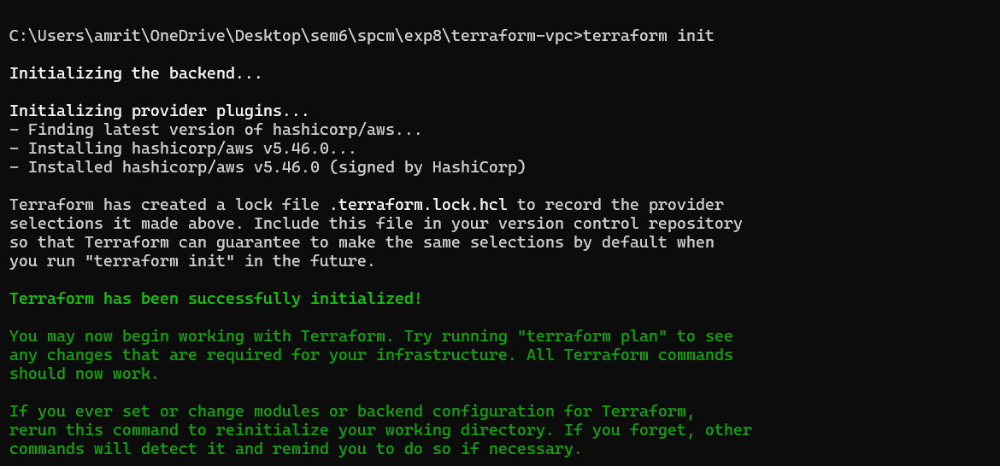 C:\Users\amrit\OneDrive\Desktop\sem6\spcm\exp8\terraform-vpc>terraform init
Initializing the backend...
Initializing provider plugins...
- Finding latest version of hashicorp/aws...
- Installing hashicorp/aws v5.46.0...
- Installed hashicorp/aws v5.46.0 (signed by HashiCorp)
Terraform has created a lock file .terraform.lock.hcl to record the provider
selections it made above. Include this file in your version control repository
so that Terraform can guarantee to make the same selections by default when
you run "terraform init" in the future.
Terraform has been successfully initialized!
You may now begin working with Terraform. Try running "terraform plan" to see
any changes that are required for your infrastructure. All Terraform commands
should now work.
If you ever set or change modules or backend configuration for Terraform,
rerun this command to reinitialize your working directory. If you forget, other
commands will detect it and remind you to do so if necessary.